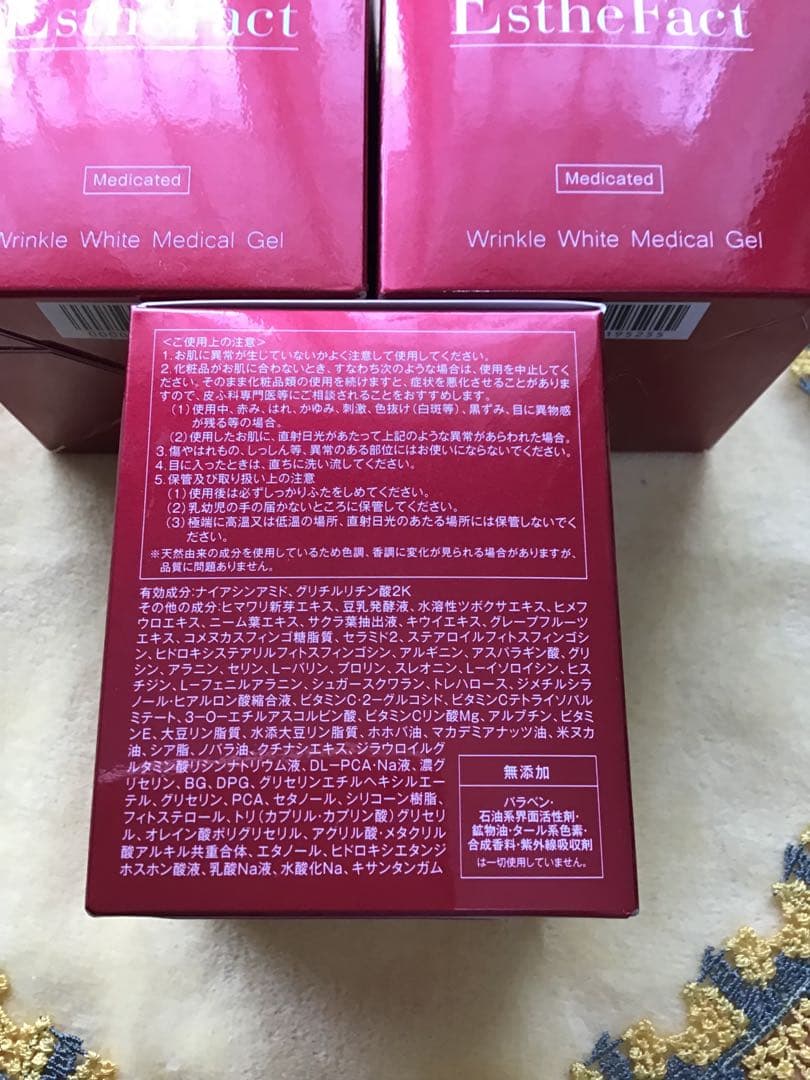 EstheFact
EstheFact
Medicated
Medicated
Wrinkle White Medical Gel
Wrinkle White Medical Gel
<ご使用上の注意>
1.お肌に異常が生じていないかよく注意して使用してください。
2.化粧品がお肌に合わないとき、すなわち次のような場合は、使用を中止してく
ださい。そのまま化粧品類の使用を続けますと、症状を悪化させることがありま
すので、皮ふ科専門医等にご相談されることをおすすめします。
(1)使用中、赤み、はれ、かゆみ、刺激、色抜け(白斑等)、黒ずみ、目に異物感
が残る等の場合。
(2)使用したお肌に、直射日光があたって上記のような異常があらわれた場合。
3.傷やはれもの、しっしん等、異常のある部位にはお使いにならないでください。
4.目に入ったときは、直ちに洗い流してください。
5.保管及び取り扱い上の注意
(1)使用後は必ずしっかりふたをしめてください。
(2)乳幼児の手の届かないところに保管してください。
(3)極端に高温又は低温の場所、直射日光のあたる場所には保管しないでく
ださい。
※天然由来の成分を使用しているため色調、香調に変化が見られる場合がありますが、
品質に問題ありません。
有効成分:ナイアシンアミド、グリチルリチン酸2K
その他の成分:ヒマワリ新芽エキス、豆乳発酵液、水溶性ツボクサエキス、ヒメフ
ウロエキス、ニーム葉エキス、サクラ葉抽出液、キウイエキス、グレープフルーツ
エキス、コメヌカスフィンゴ糖脂質、セラミド2、ステアロイルフィトスフィンゴシ
ン、ヒドロキシステアリルフィトスフィンゴシン、アルギニン、アスパラギン酸、グリ
シン、アラニン、セリン、L-バリン、プロリン、スレオニン、L-イソロイシン、ヒス
チジン、L-フェニルアラニン、シュガースクワラン、トレハロース、ジメチルシラ
ノール・ヒアルロン酸縮合液、ビタミンC・2-グルコシド、ビタミンCテトライソパル
ミテート、3-O-エチルアスコルビン酸、ビタミンCリン酸Mg、アルブチン、ビタミ
ンE、大豆リン脂質、水添大豆リン脂質、ホホバ油、マカデミアナッツ油、米ヌカ
油、シア脂、ノバラ油、クチナシエキス、ジラウロイルグ
ルタミン酸リシンナトリウム液、DL-PCA・Na液、濃グ
リセリン、BG、DPG、グリセリンエチルヘキシルエー
テル、グリセリン、PCA、セタノール、シリコーン樹脂、
フィトステロール、トリ(カプリル・カプリン酸)グリセリ
ル、オレイン酸ポリグリセリル、アクリル酸・メタクリル
酸アルキル共重合体、エタノール、ヒドロキシエタンジ
ホスホン酸液、乳酸Na液、水酸化Na、キサンタンガム
無添加
パラベン・
石油系界面活性剤・
鉱物油・タール系色素・
合成香料・紫外線吸収剤
は一切使用していません。